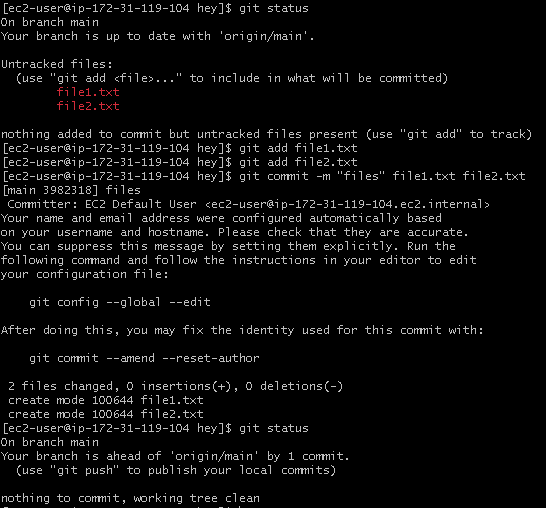 [ec2-user@ip-172-31-119-104 hey]$ git status
On branch main
Your branch is up to date with 'origin/main'.
Untracked files:
(use "git add <file>..." to include in what will be committed)
file1.txt
file2.txt
nothing added to commit but untracked files present (use "git add" to track)
[ec2-user@ip-172-31-119-104 hey]$ git add file1.txt
[ec2-user@ip-172-31-119-104 hey]$ git add file2.txt
[ec2-user@ip-172-31-119-104 hey]$ git commit -m "files" file1.txt file2.txt
[main 3982318] files
Committer: EC2 Default User <ec2-user@ip-172-31-119-104.ec2.internal>
Your name and email address were configured automatically based
on your username and hostname. Please check that they are accurate.
You can suppress this message by setting them explicitly. Run the
following command and follow the instructions in your editor to edit
your configuration file:
git config --global --edit
After doing this, you may fix the identity used for this commit with:
git commit --amend --reset-author
2 files changed, 0 insertions(+), 0 deletions(-)
create mode 100644 file1.txt
create mode 100644 file2.txt
[ec2-user@ip-172-31-119-104 hey]$ git status
On branch main
Your branch is ahead of 'origin/main' by 1 commit.
(use "git push" to publish your local commits)
nothing to commit, working tree clean